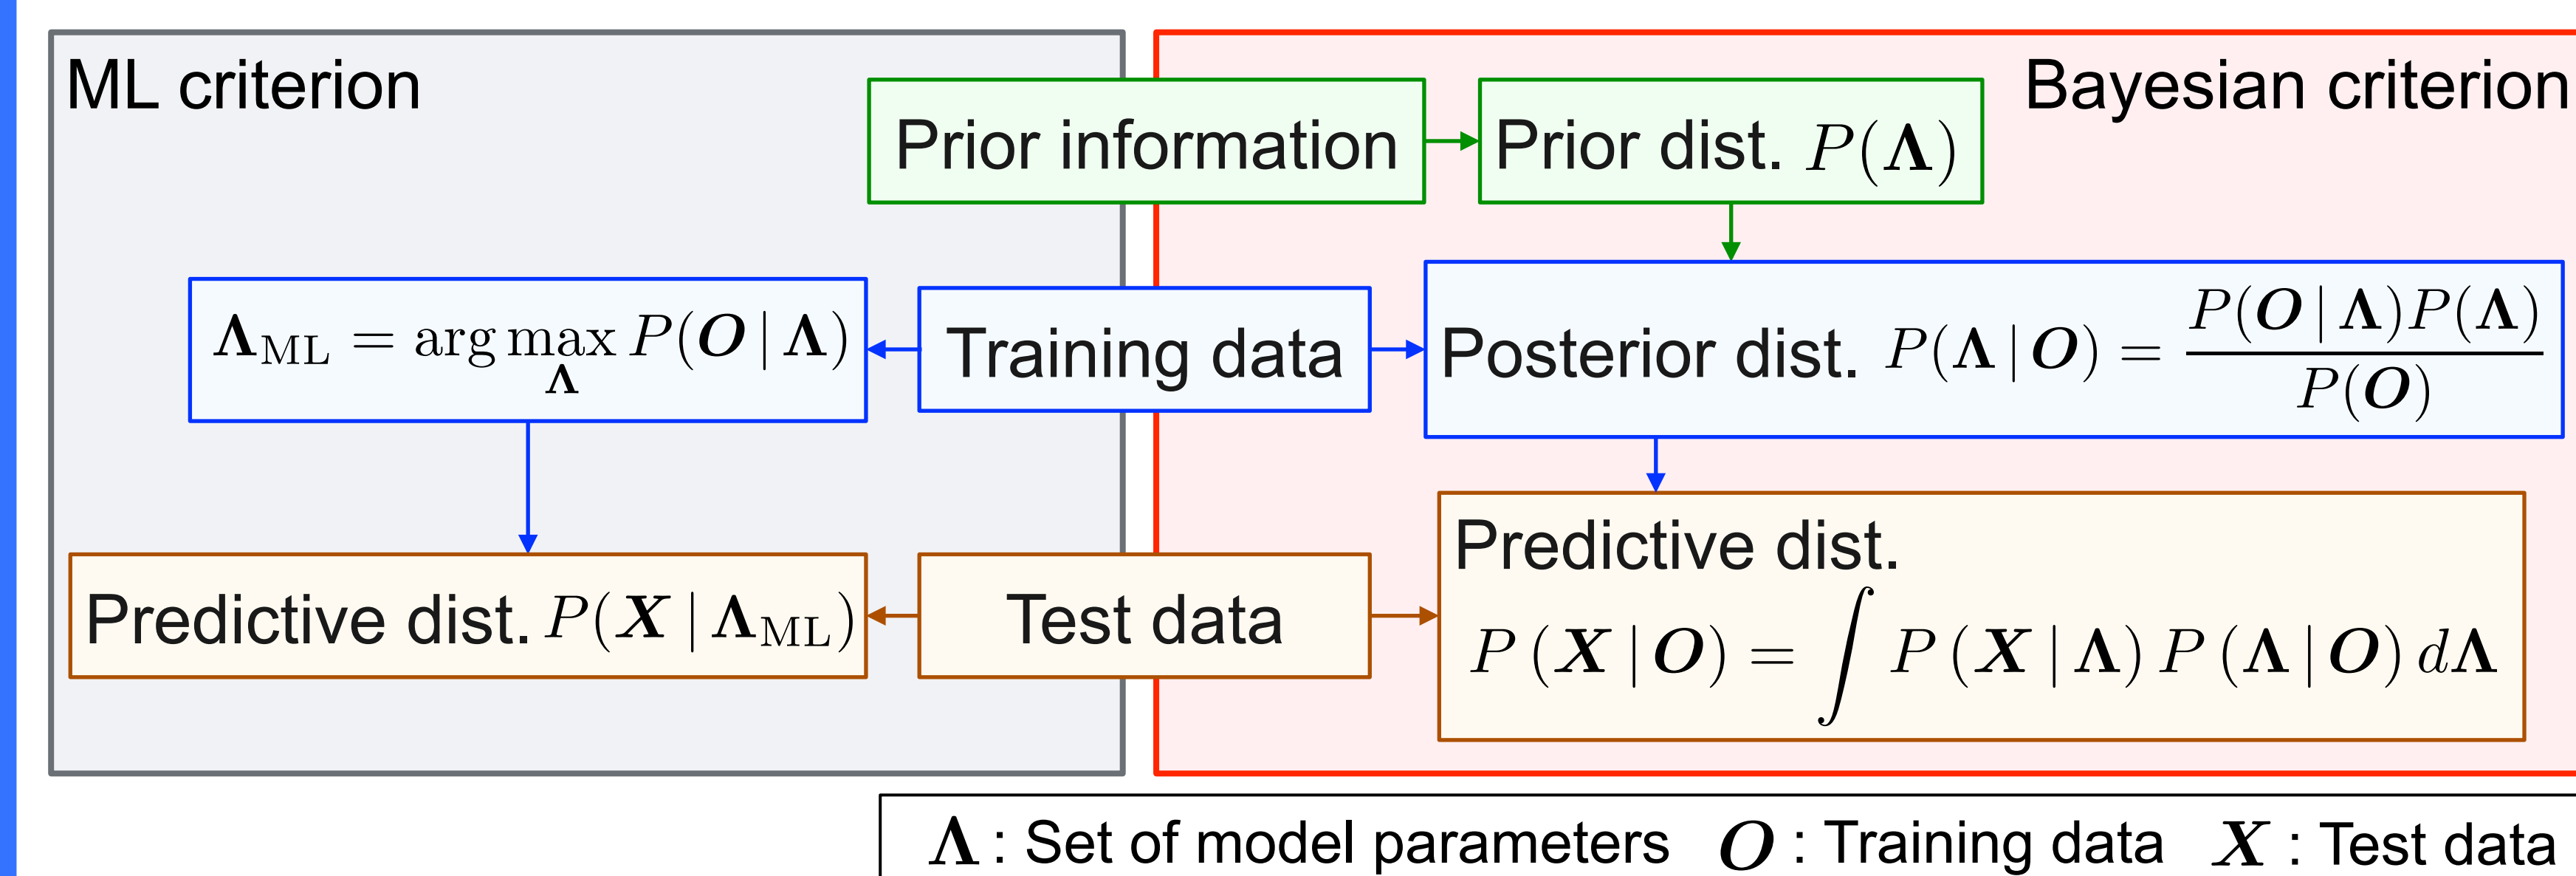 ML criterion
Bayesian criterion
Prior information
Prior dist. P(Λ)
Λ_ML = arg max_Λ P(O | Λ)
Training data
Posterior dist. P(Λ | O) = P(O | Λ)P(Λ) / P(O)
Predictive dist. P(X | Λ_ML)
Test data
Predictive dist.
P (X | O) = ∫ P (X | Λ) P (Λ | O) dΛ
Λ : Set of model parameters O : Training data X : Test data